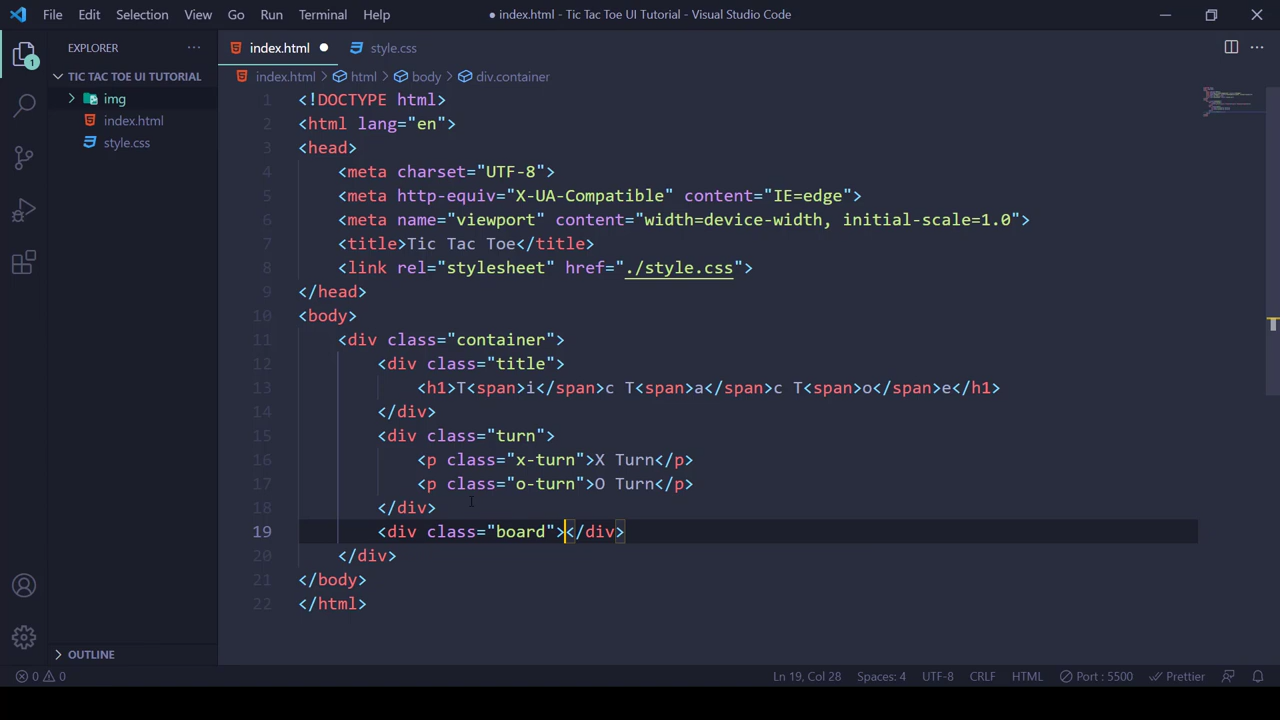 File Edit Selection View Go Run Terminal Help
● index.html - Tic Tac Toe UI Tutorial - Visual Studio Code
EXPLORER
1
TIC TAC TOE UI TUTORIAL
img
index.html
style.css
OUTLINE
index.html ● style.css
index.html > html > body > div.container
1 <!DOCTYPE html>
2 <html lang="en">
3 <head>
4 <meta charset="UTF-8">
5 <meta http-equiv="X-UA-Compatible" content="IE=edge">
6 <meta name="viewport" content="width=device-width, initial-scale=1.0">
7 <title>Tic Tac Toe</title>
8 <link rel="stylesheet" href="./style.css">
9 </head>
10 <body>
11 <div class="container">
12 <div class="title">
13 <h1>T<span>i</span>c T<span>a</span>c T<span>o</span>e</h1>
14 </div>
15 <div class="turn">
16 <p class="x-turn">X Turn</p>
17 <p class="o-turn">O Turn</p>
18 </div>
19 <div class="board"></div>
20 </div>
21 </body>
22 </html>
0 0 Ln 19, Col 28 Spaces: 4 UTF-8 CRLF HTML Port : 5500 Prettier